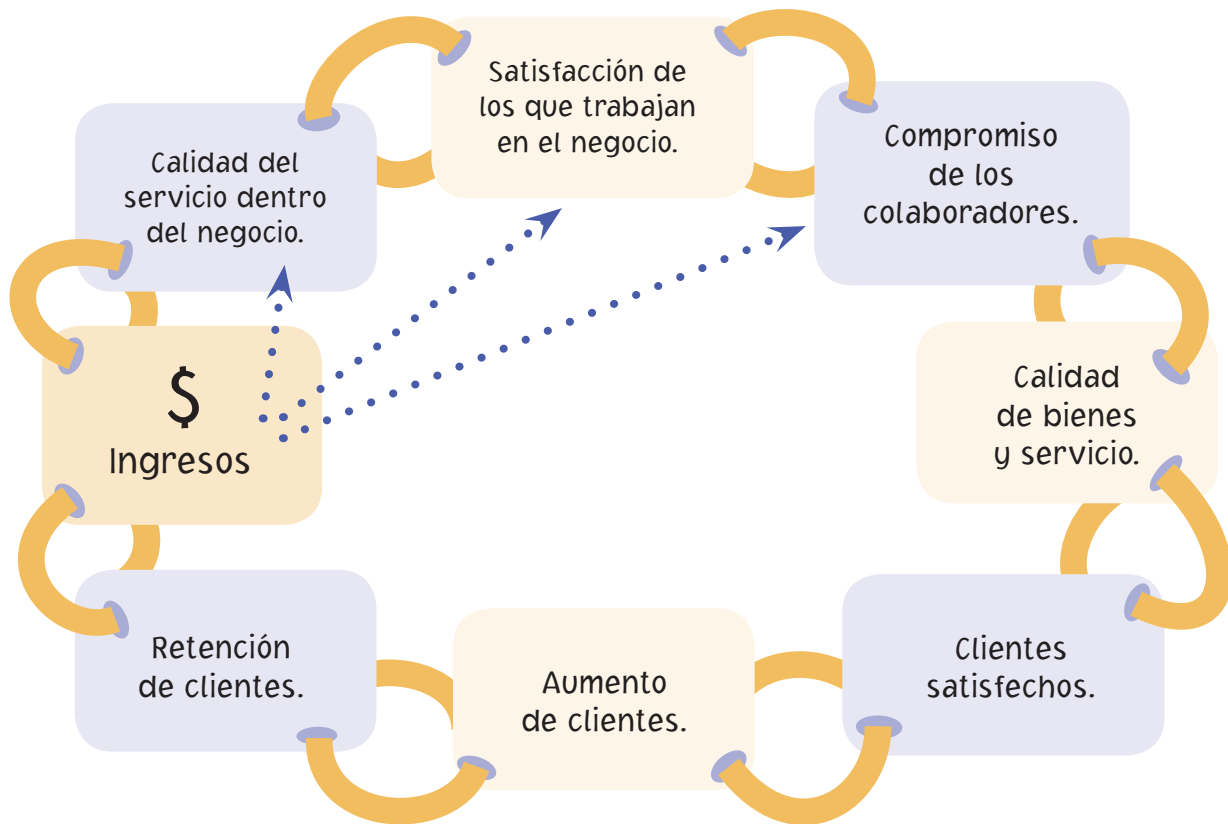 Satisfacción de
los que trabajan
en el negocio.
Compromiso
de los
colaboradores.
Calidad del
servicio dentro
del negocio.
Calidad
de bienes
y servicio.
$
Ingresos
Clientes
satisfechos.
Aumento
de clientes.
Retención
de clientes.